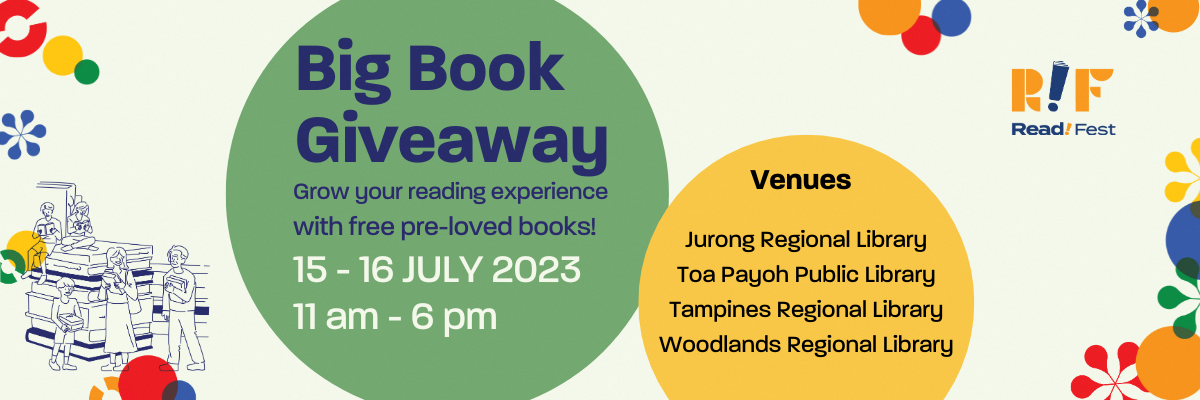 Big Book
Giveaway
Grow your reading experience
with free pre-loved books!
15 - 16 JULY 2023
11 am - 6 pm
Venues
Jurong Regional Library
Toa Payoh Public Library
Tampines Regional Library
Woodlands Regional Library
R!F
Read! Fest